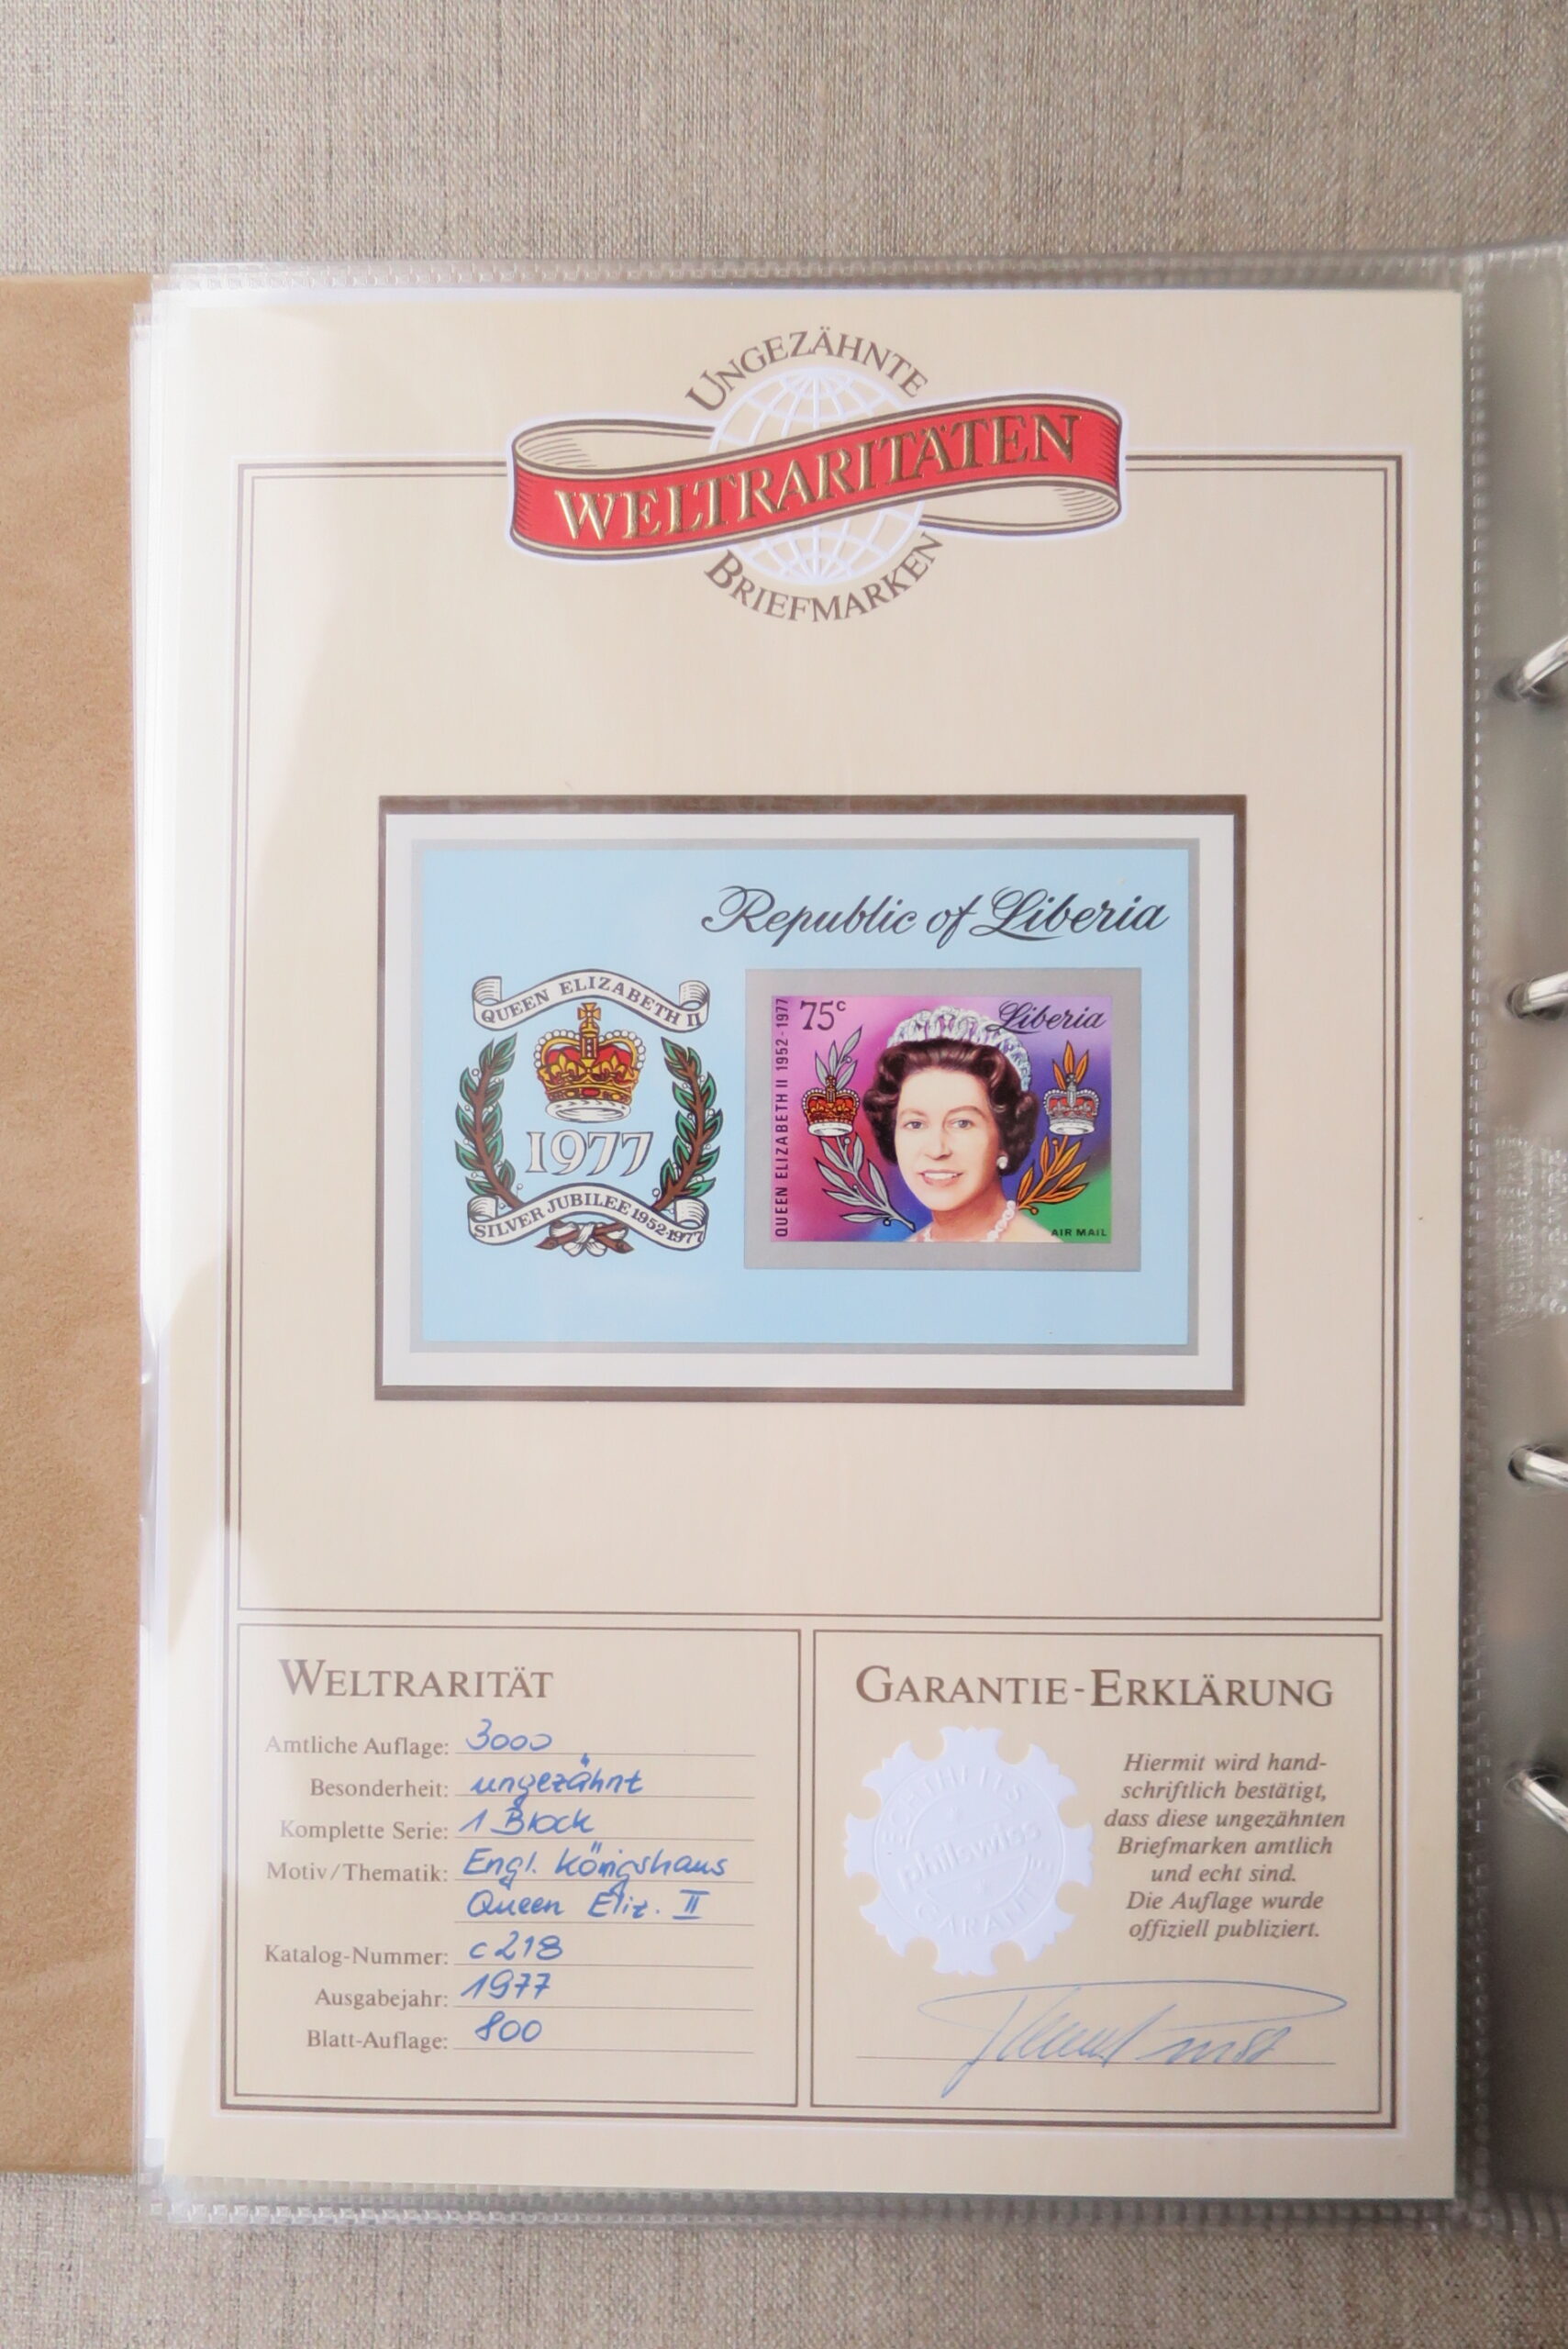 UNGEZÄHNTE
WELTRARITÄTEN
BRIEFMARKEN
Republic of Liberia
QUEEN ELIZABETH II
1977
SILVER JUBILEE 1952-1977
QUEEN ELIZABETH II 1952-1977
75c
Liberia
AIR MAIL
WELTRARITÄT
Amtliche Auflage: 3000
Besonderheit: ungezähnt
Komplette Serie: 1 Block
Motiv/Thematik: Engl. Königshaus
Queen Eliz. II
Katalog-Nummer: C218
Ausgabejahr: 1977
Blatt-Auflage: 800
GARANTIE-ERKLÄRUNG
philswiss
Hiermit wird hand-
schriftlich bestätigt,
dass diese ungezähnten
Briefmarken amtlich
und echt sind.
Die Auflage wurde
offiziell publiziert.